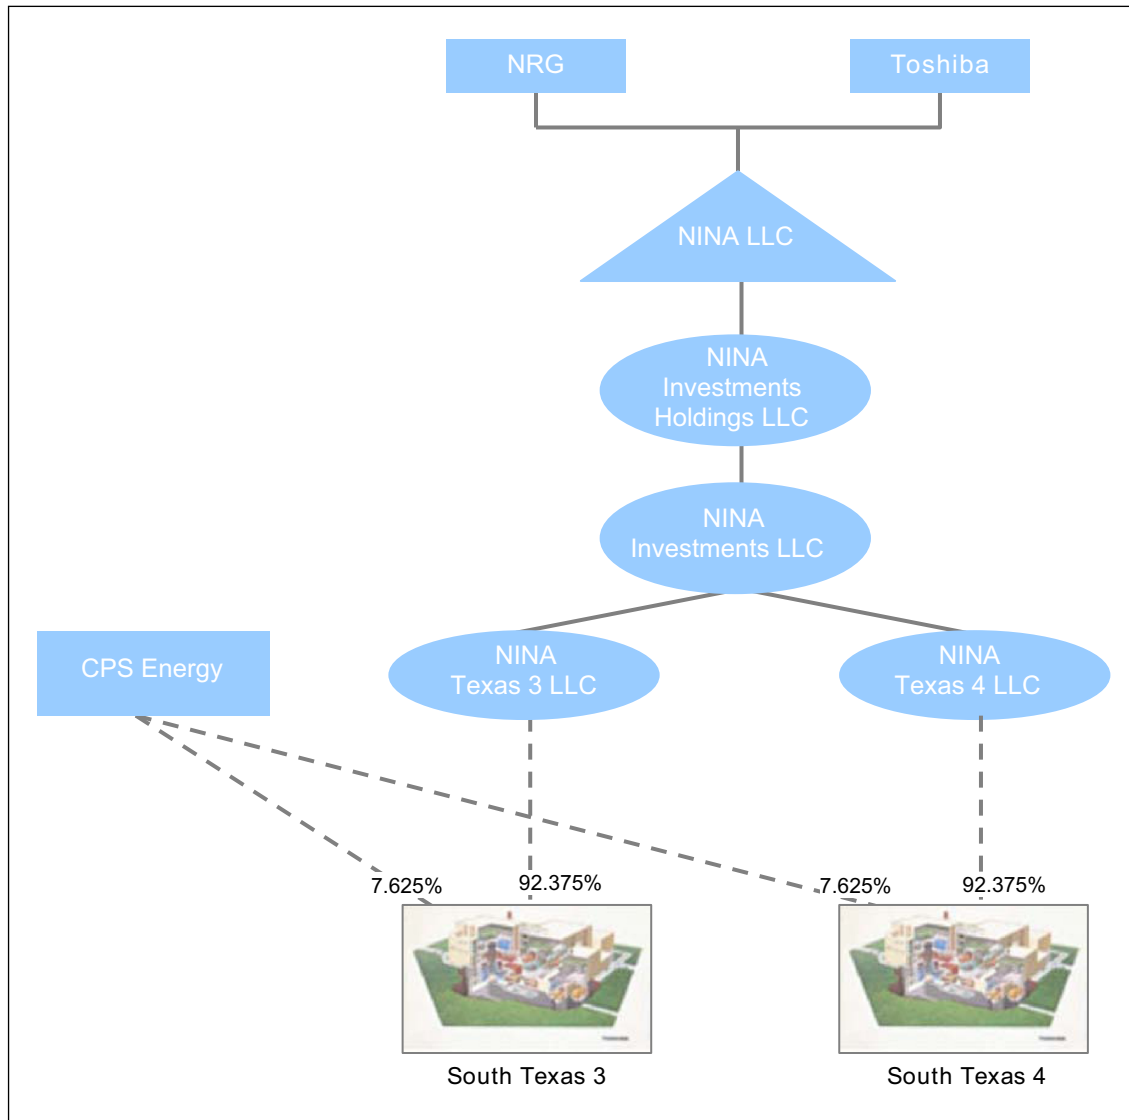 NRG
Toshiba
NINA LLC
NINA
Investments
Holdings LLC
NINA
Investments LLC
CPS Energy
NINA
Texas 3 LLC
NINA
Texas 4 LLC
7.625%
92.375%
7.625%
92.375%
South Texas 3
South Texas 4